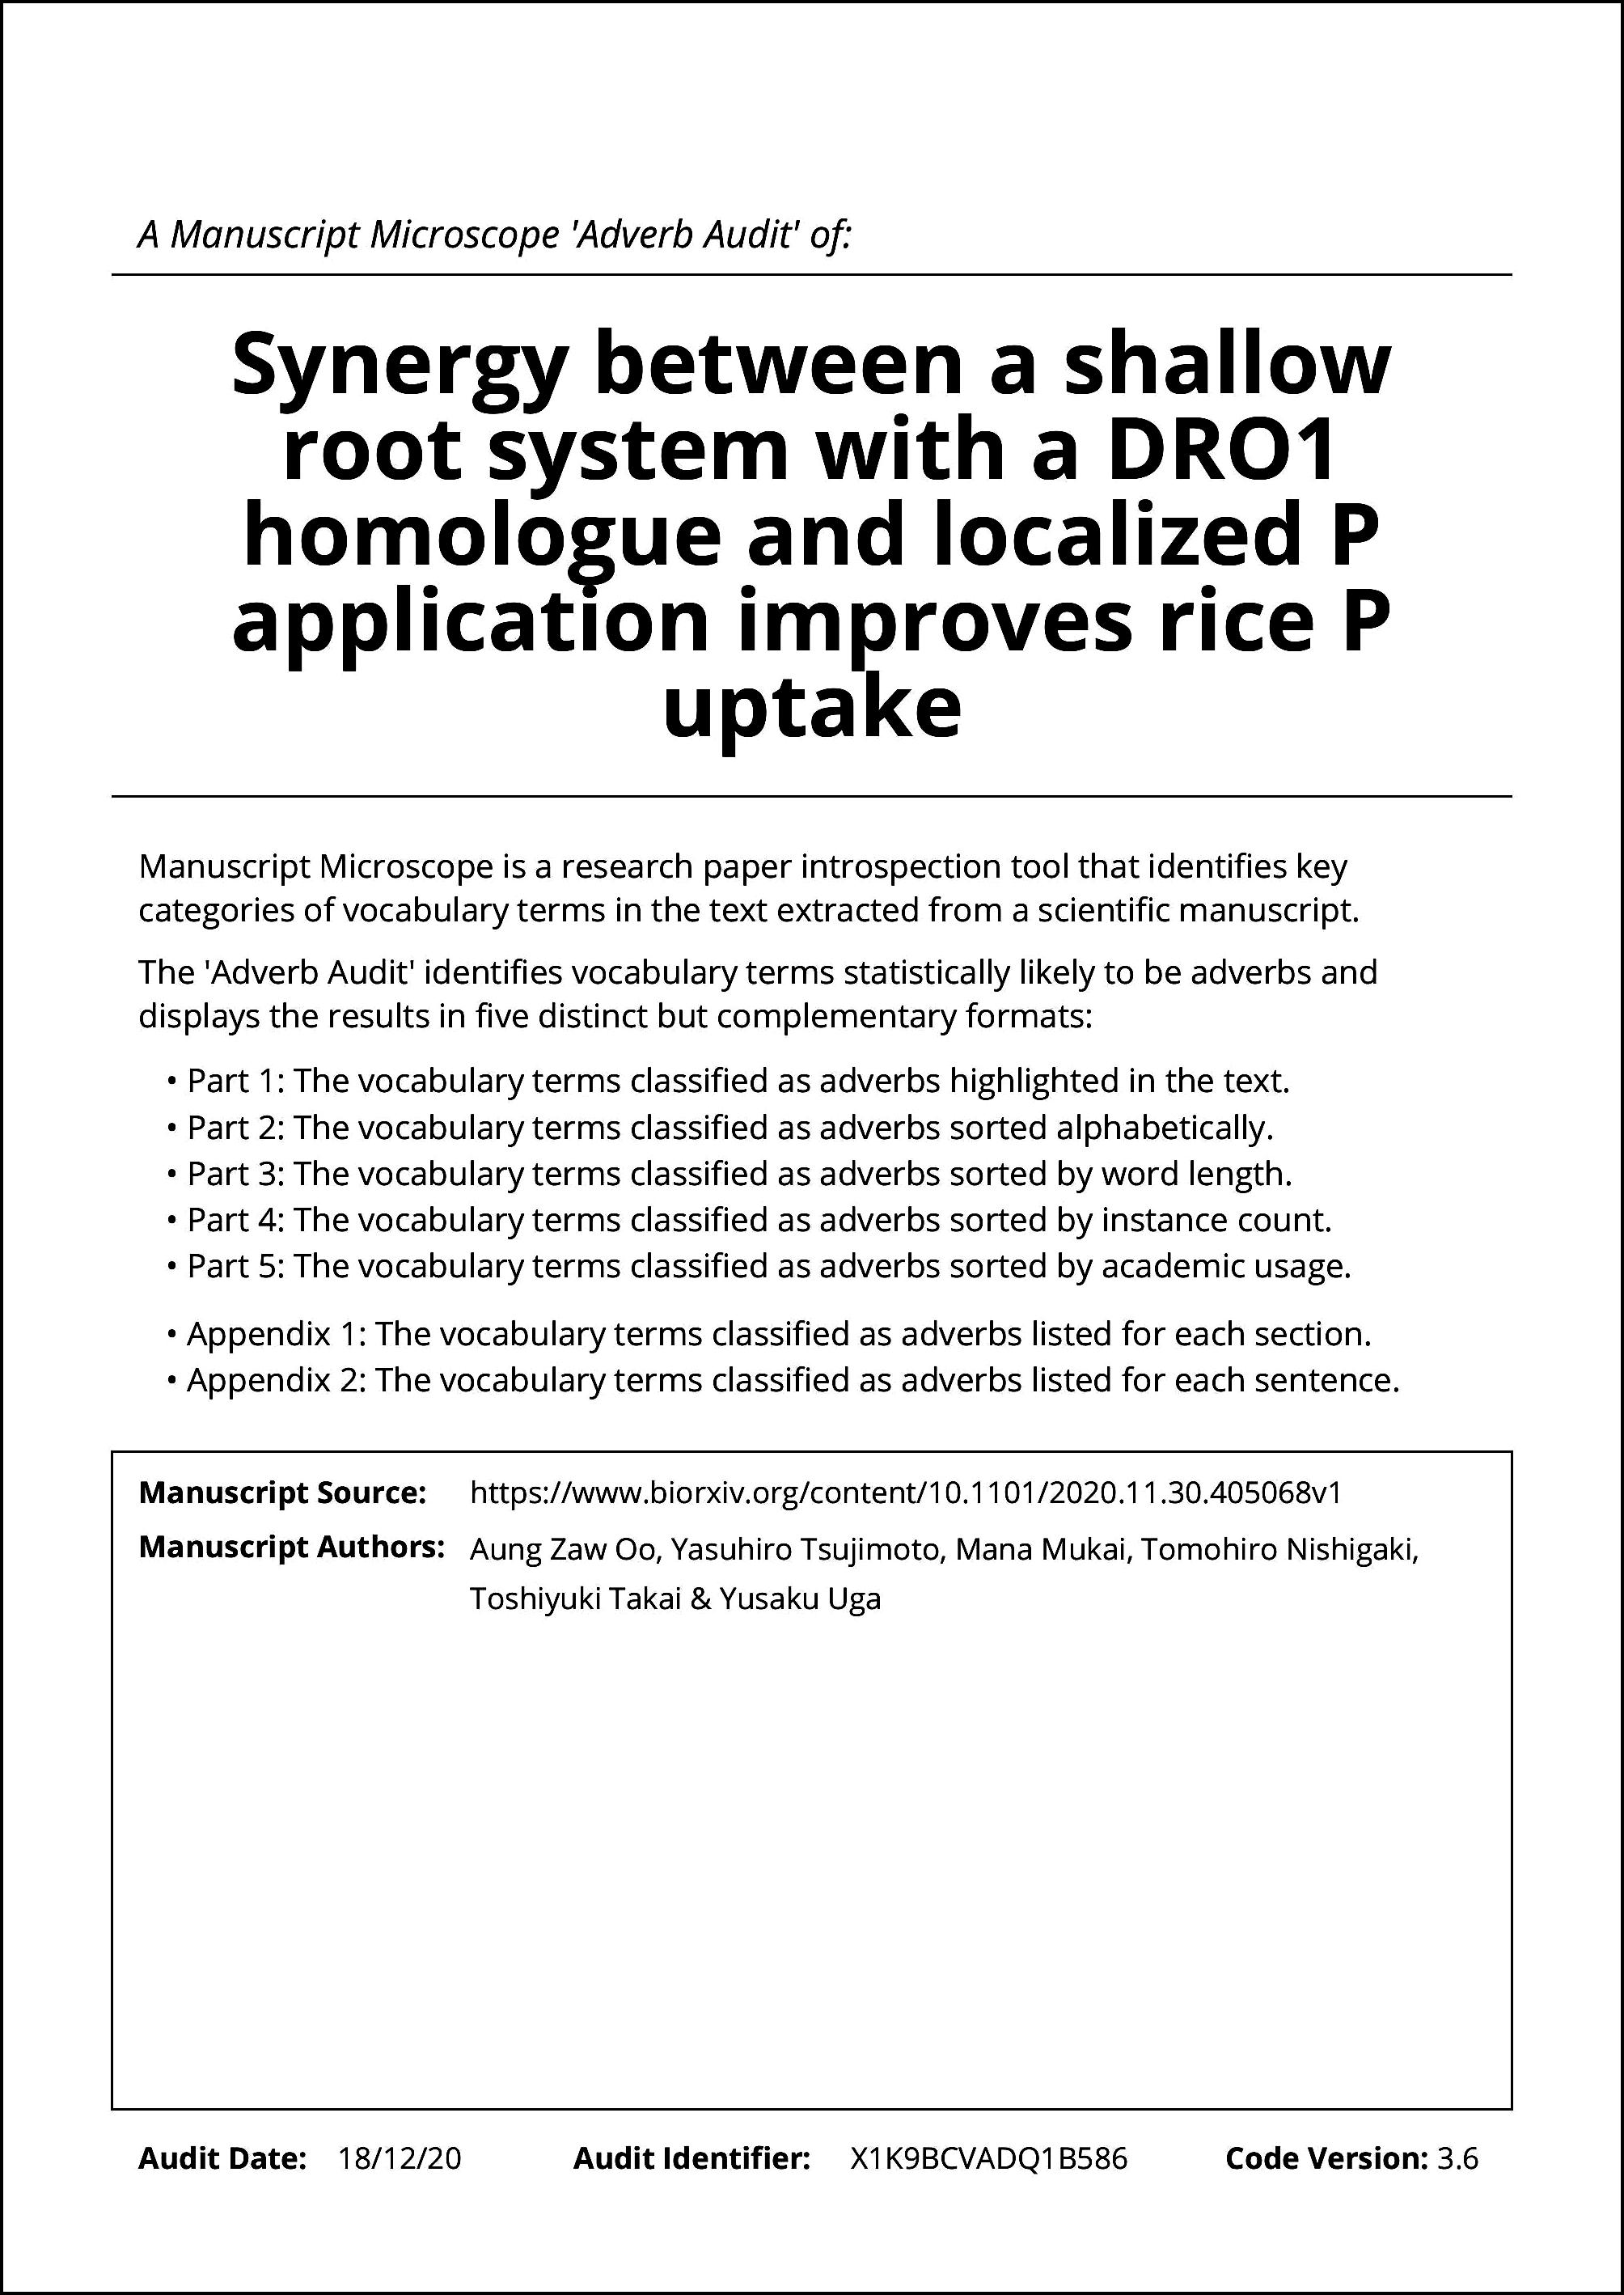 A Manuscript Microscope 'Adverb Audit' of:
Synergy between a shallow
root system with a DRO1
homologue and localized P
application improves rice P
uptake
Manuscript Microscope is a research paper introspection tool that identifies key
categories of vocabulary terms in the text extracted from a scientific manuscript.
The 'Adverb Audit' identifies vocabulary terms statistically likely to be adverbs and
displays the results in five distinct but complementary formats:
• Part 1: The vocabulary terms classified as adverbs highlighted in the text.
• Part 2: The vocabulary terms classified as adverbs sorted alphabetically.
• Part 3: The vocabulary terms classified as adverbs sorted by word length.
• Part 4: The vocabulary terms classified as adverbs sorted by instance count.
• Part 5: The vocabulary terms classified as adverbs sorted by academic usage.
• Appendix 1: The vocabulary terms classified as adverbs listed for each section.
• Appendix 2: The vocabulary terms classified as adverbs listed for each sentence.
Manuscript Source: https://www.biorxiv.org/content/10.1101/2020.11.30.405068v1
Manuscript Authors: Aung Zaw Oo, Yasuhiro Tsujimoto, Mana Mukai, Tomohiro Nishigaki,
Toshiyuki Takai & Yusaku Uga
Audit Date: 18/12/20 Audit Identifier: X1K9BCVADQ1B586 Code Version: 3.6